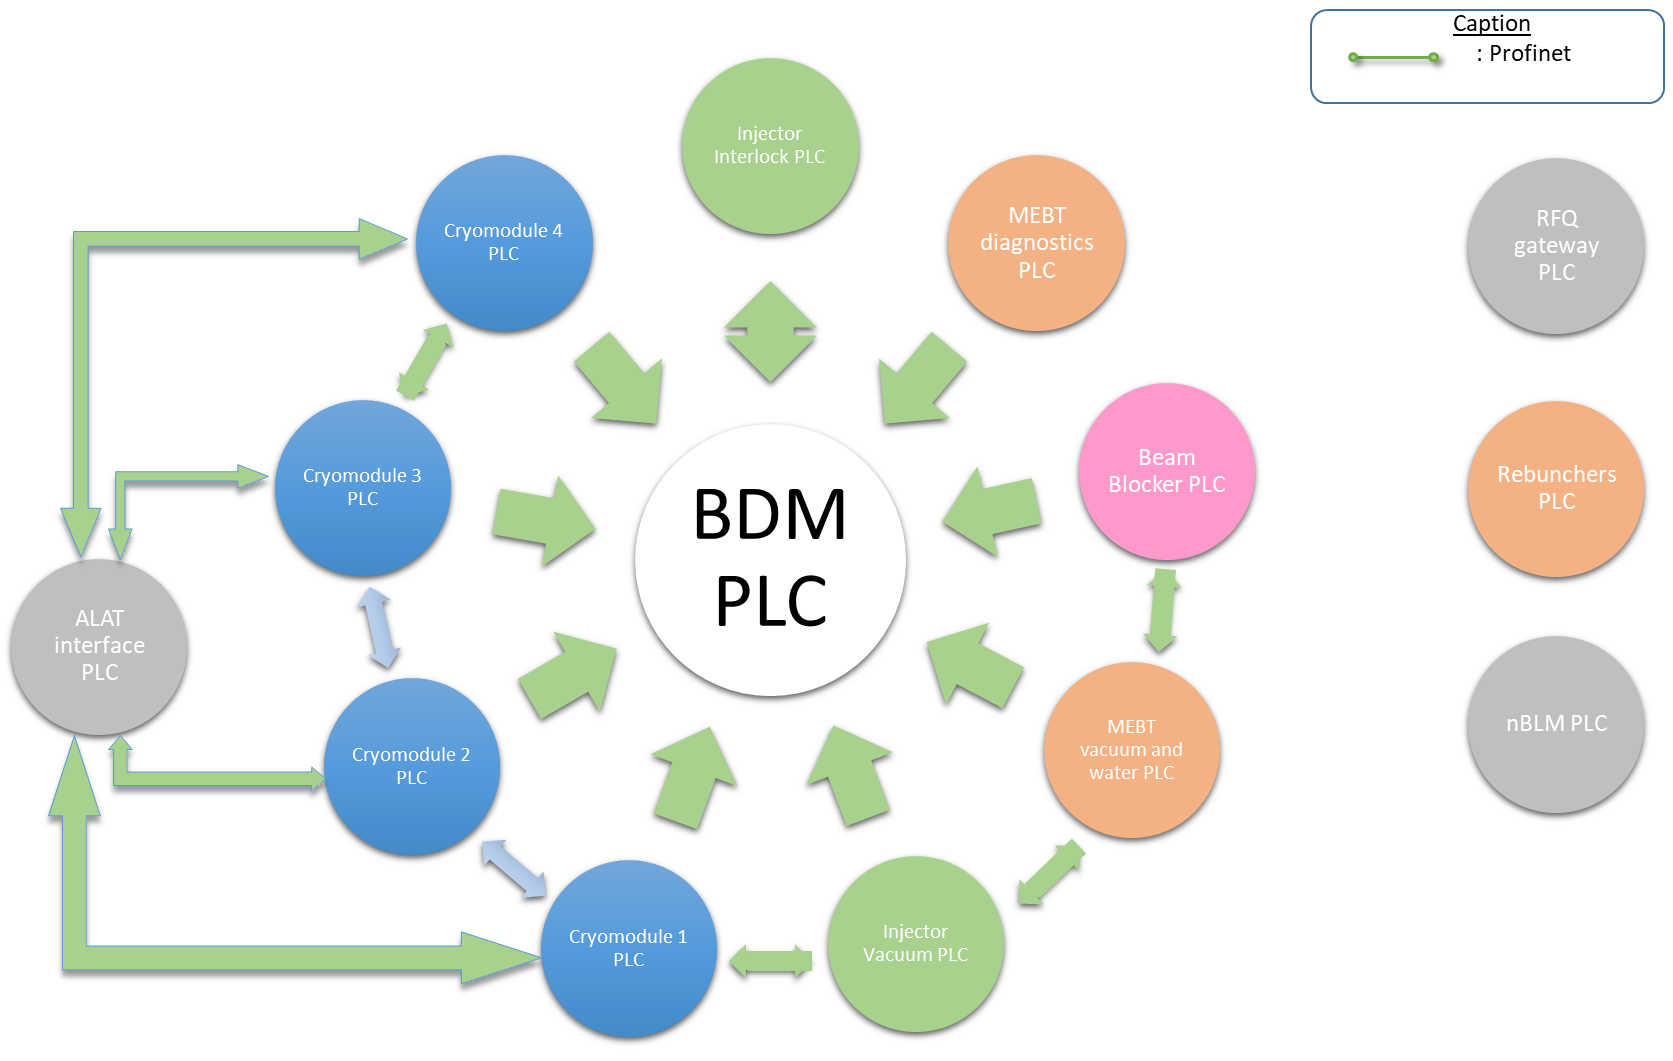 Caption
: Profinet
Injector
Interlock PLC
Cryomodule 4
PLC
MEBT
diagnostics
PLC
RFQ
gateway
PLC
Cryomodule 3
PLC
BDM
PLC
Beam
Blocker PLC
Rebunchers
PLC
ALAT
interface
PLC
Cryomodule 2
PLC
MEBT
vacuum and
water PLC
nBLM PLC
Cryomodule 1
PLC
Injector
Vacuum PLC